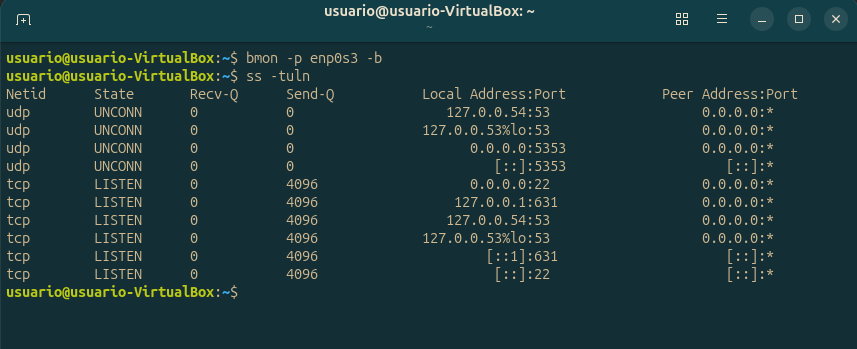 usuario@usuario-VirtualBox: ~
~
usuario@usuario-VirtualBox:~$ bmon -p enp0s3 -b
usuario@usuario-VirtualBox:~$ ss -tuln
Netid State Recv-Q Send-Q Local Address:Port Peer Address:Port
udp UNCONN 0 0 127.0.0.54:53 0.0.0.0:*
udp UNCONN 0 0 127.0.0.53%lo:53 0.0.0.0:*
udp UNCONN 0 0 0.0.0.0:5353 0.0.0.0:*
udp UNCONN 0 0 [::]:5353 [::]:*
tcp LISTEN 0 4096 0.0.0.0:22 0.0.0.0:*
tcp LISTEN 0 4096 127.0.0.1:631 0.0.0.0:*
tcp LISTEN 0 4096 127.0.0.54:53 0.0.0.0:*
tcp LISTEN 0 4096 127.0.0.53%lo:53 0.0.0.0:*
tcp LISTEN 0 4096 [::1]:631 [::]:*
tcp LISTEN 0 4096 [::]:22 [::]:*
usuario@usuario-VirtualBox:~$